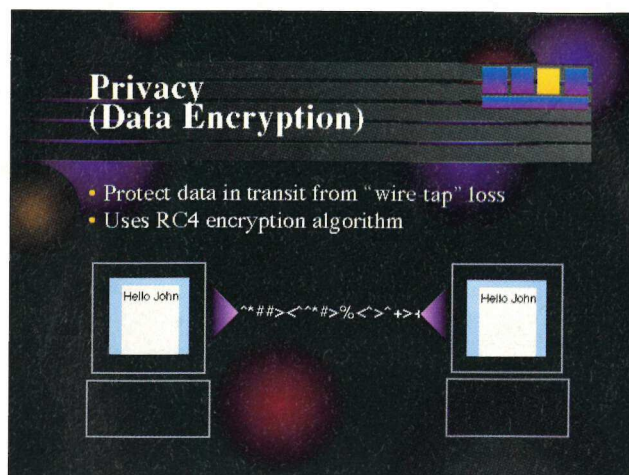 Privacy
(Data Encryption)
• Protect data in transit from "wire-tap" loss
• Uses RC4 encryption algorithm
Hello John
^*##><^^*#>%<^>^+>+
Hello John